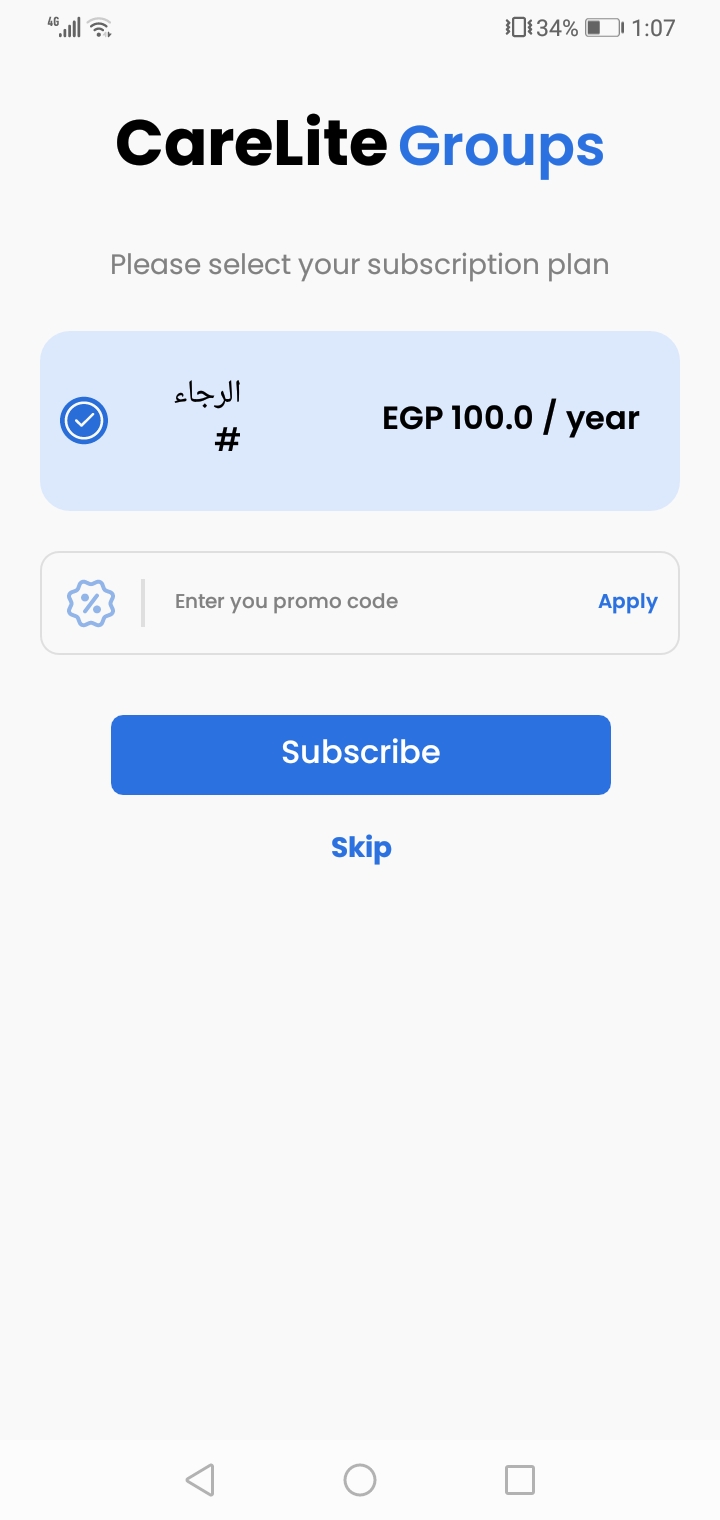 4G 34% 1:07
CareLite Groups
Please select your subscription plan
الرجاء
#
EGP 100.0 / year
Enter you promo code Apply
Subscribe
Skip